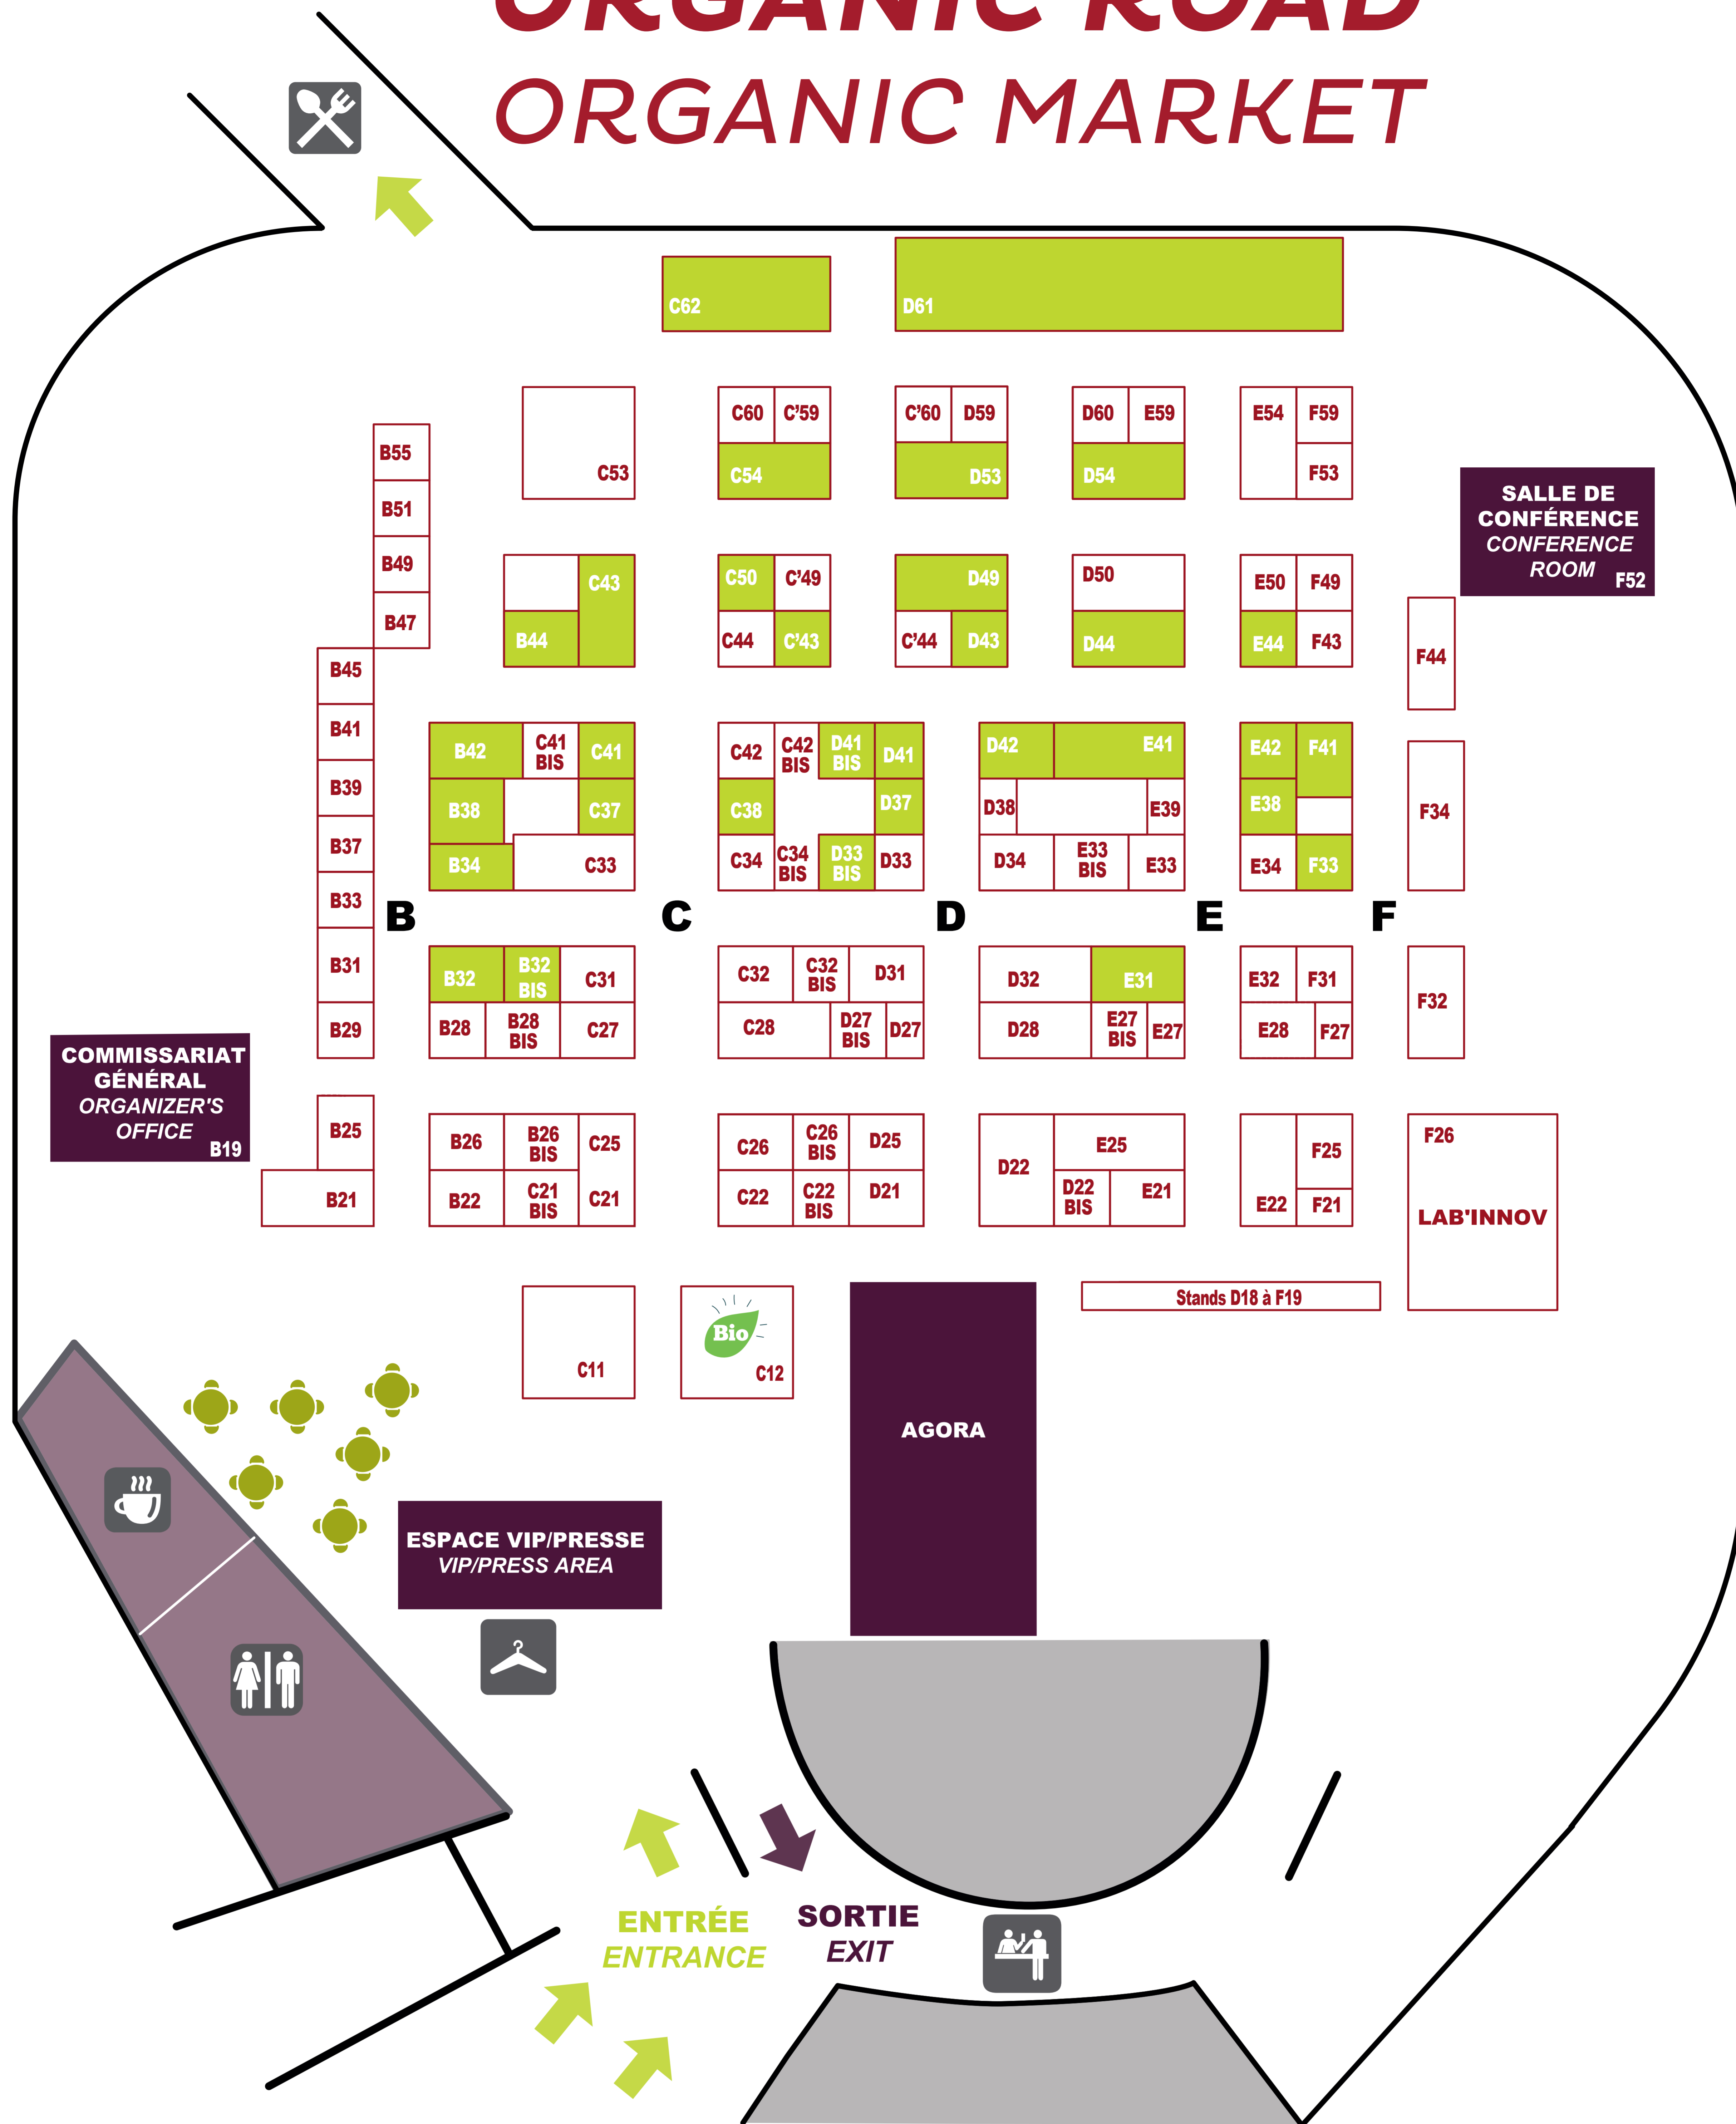 ORGANIC ROAD
ORGANIC MARKET
C62
D61
C60 C’59 C’60 D59 D60 E59 E54 F59
B55
C53 C54 D53 D54 F53
SALLE DE
CONFÉRENCE
CONFERENCE
ROOM F52
B51
B49
C43 C50 C’49 D49 D50 E50 F49
B47
B44 C44 C’43 C’44 D43 D44 E44 F43
F44
B45
B41
B42 C41
BIS C41 C42 C42
BIS D41
BIS D41 D42 E41 E42 F41
B39
B38 C37 C38 D37 D38 E39 E38
F34
B37
B34 C33 C34 C34
BIS D33
BIS D33 D34 E33
BIS E33 E34 F33
B33
B C D E F
B31
B32 B32
BIS C31 C32 C32
BIS D31 D32 E31 E32 F31
F32
B29
B28 B28
BIS C27 C28 D27
BIS D27 D28 E27
BIS E27 E28 F27
COMMISSARIAT
GÉNÉRAL
ORGANIZER'S
OFFICE B19
B25
B26 B26
BIS C25 C26 C26
BIS D25 D22 E25 F25
F26
B21
B22 C21
BIS C21 C22 C22
BIS D21 D22
BIS E21 E22 F21
LAB'INNOV
Stands D18 à F19
Bio
C11
C12
AGORA
ESPACE VIP/PRESSE
VIP/PRESS AREA
ENTRÉE
ENTRANCE
SORTIE
EXIT